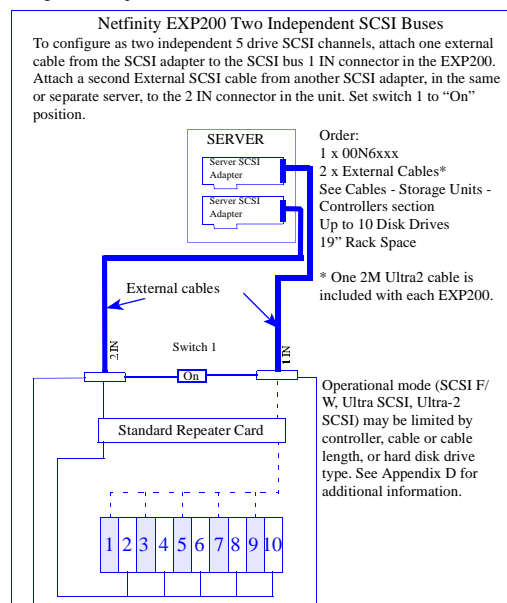 Netfinity EXP200 Two Independent SCSI Buses
To configure as two independent 5 drive SCSI channels, attach one external
cable from the SCSI adapter to the SCSI bus 1 IN connector in the EXP200.
Attach a second External SCSI cable from another SCSI adapter, in the same
or separate server, to the 2 IN connector in the unit. Set switch 1 to “On”
position.
SERVER
Server SCSI
Adapter
Server SCSI
Adapter
Order:
1 x 00N6xxx
2 x External Cables*
See Cables - Storage Units -
Controllers section
Up to 10 Disk Drives
19” Rack Space
* One 2M Ultra2 cable is
included with each EXP200.
External cables
2 IN
Switch 1
1 IN
On
Operational mode (SCSI F/
W, Ultra SCSI, Ultra-2
SCSI) may be limited by
controller, cable or cable
length, or hard disk drive
type. See Appendix D for
additional information.
Standard Repeater Card
1 2 3 4 5 6 7 8 9 10